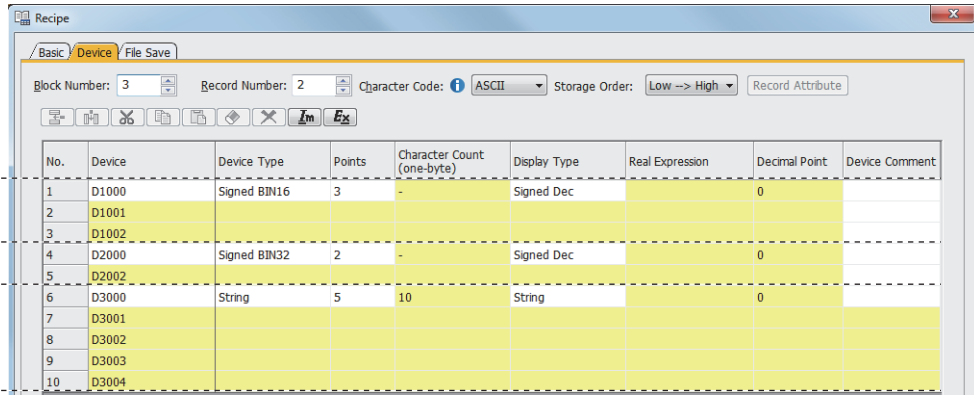 Recipe
Basic Device File Save
Block Number: 3 Record Number: 2 Character Code: ASCII Storage Order: Low --> High Record Attribute
Im Ex
No. Device Device Type Points Character Count (one-byte) Display Type Real Expression Decimal Point Device Comment
1 D1000 Signed BIN16 3 - Signed Dec 0
2 D1001
3 D1002
4 D2000 Signed BIN32 2 - Signed Dec 0
5 D2002
6 D3000 String 5 10 String 0
7 D3001
8 D3002
9 D3003
10 D3004